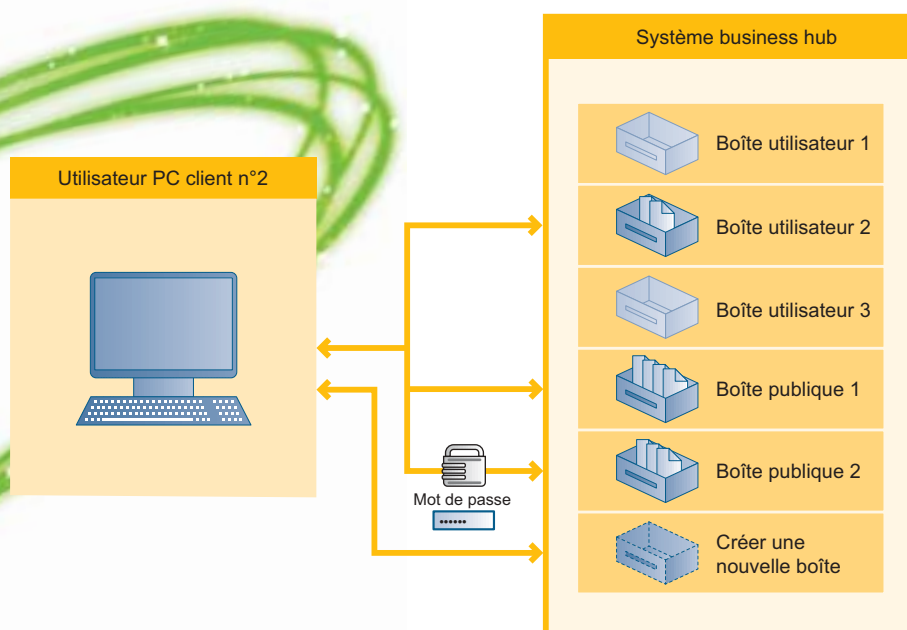 Système business hub
Utilisateur PC client n°2
Boîte utilisateur 1
Boîte utilisateur 2
Boîte utilisateur 3
Boîte publique 1
Boîte publique 2
Mot de passe
Créer une
nouvelle boîte